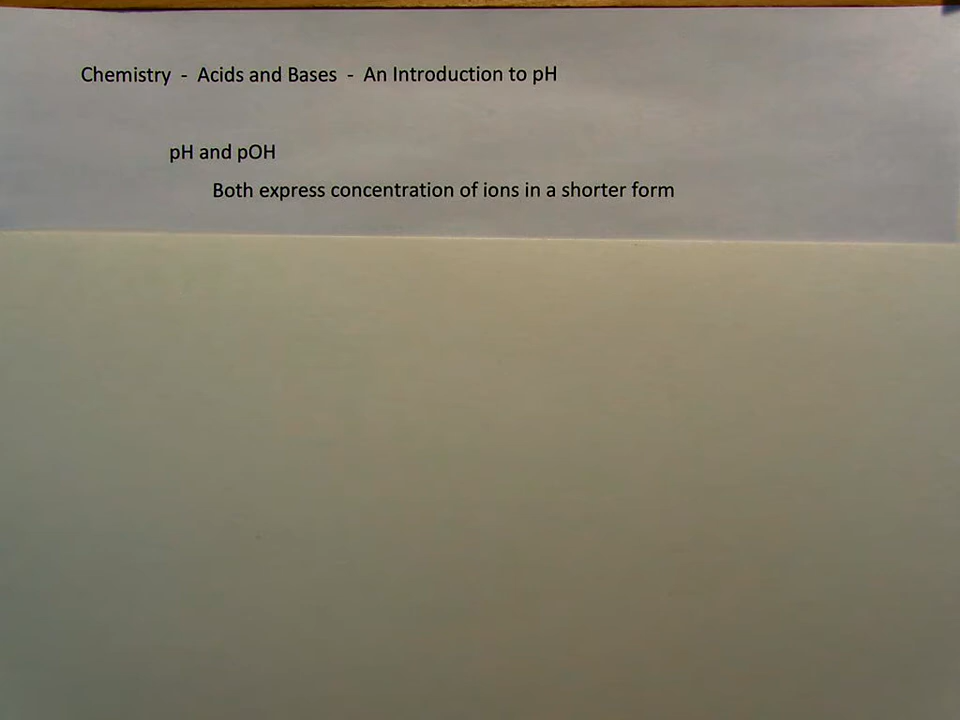 Chemistry - Acids and Bases - An Introduction to pH
pH and pOH
Both express concentration of ions in a shorter form